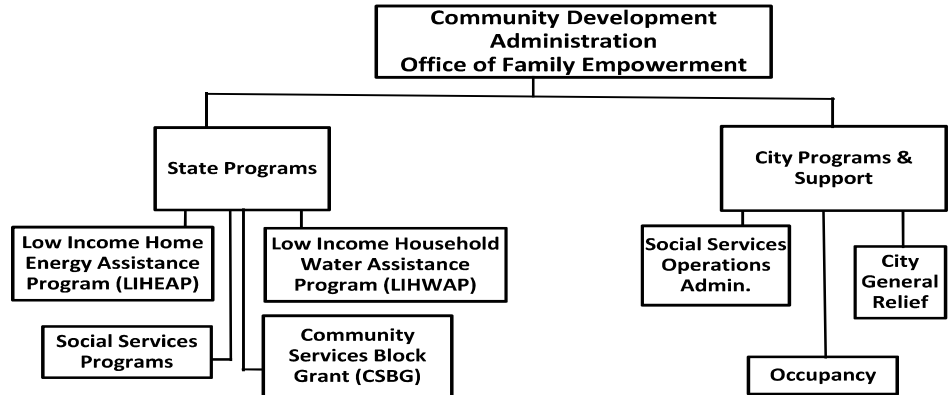 Community Development
Administration
Office of Family Empowerment
State Programs
City Programs &
Support
Low Income Home
Energy Assistance
Program (LIHEAP)
Low Income Household
Water Assistance
Program (LIHWAP)
Social Services
Operations
Admin.
City
General
Relief
Social Services
Programs
Community
Services Block
Grant (CSBG)
Occupancy